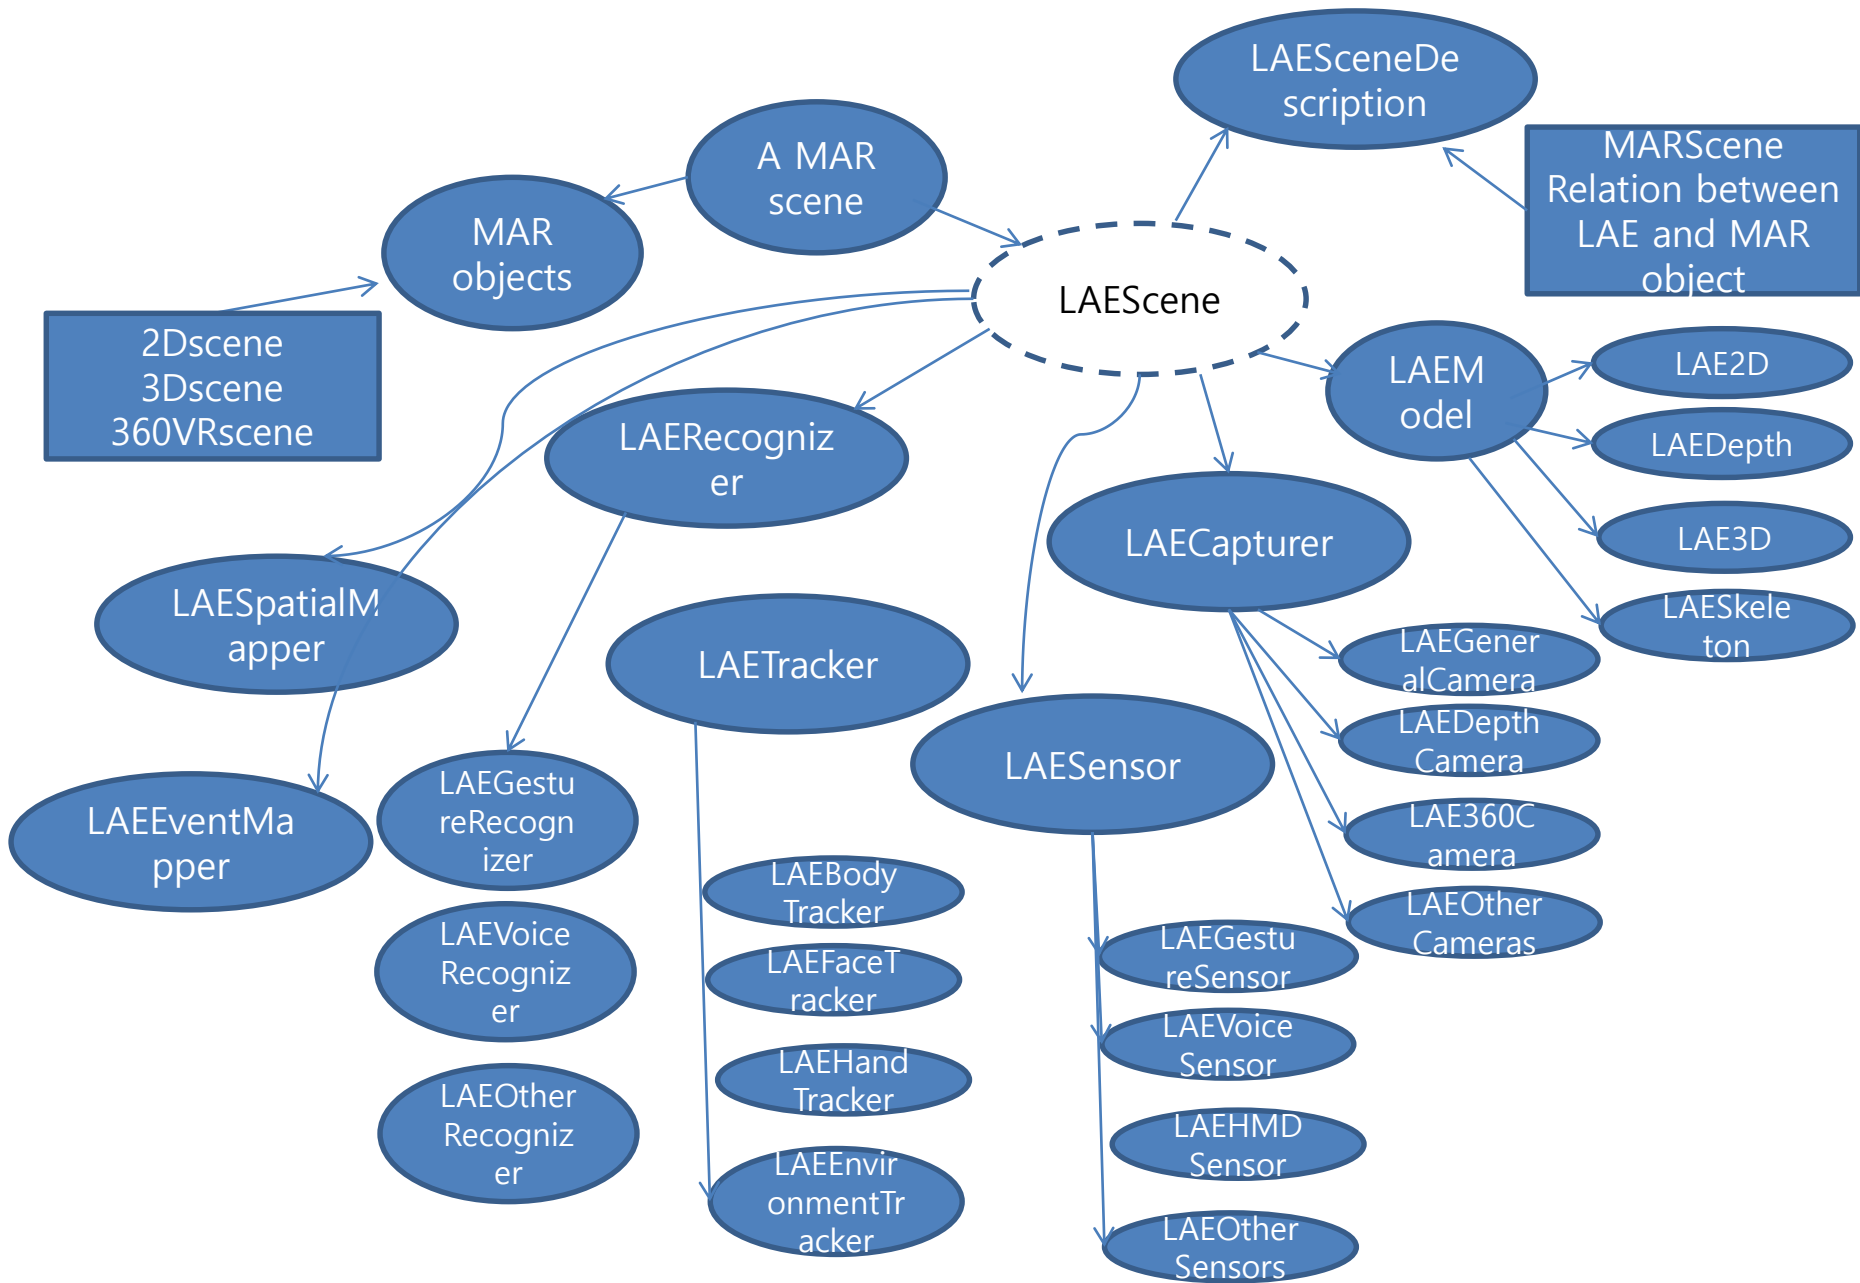 LAESceneDe
scription
A MAR
scene
MARScene
Relation between
LAE and MAR
object
MAR
objects
LAEScene
2Dscene
3Dscene
360VRscene
LAEM
odel
LAE2D
LAEDepth
LAE3D
LAESkele
ton
LAERecogniz
er
LAECapturer
LAESpatialM
apper
LAETracker
LAEGener
alCamera
LAEDepth
Camera
LAE360C
amera
LAEOther
Cameras
LAESensor
LAEEventMa
pper
LAEGestu
reRecogn
izer
LAEVoice
Recogniz
er
LAEOther
Recogniz
er
LAEBody
Tracker
LAEFaceT
racker
LAEHand
Tracker
LAEEnvir
onmentTr
acker
LAEGestu
reSensor
LAEVoice
Sensor
LAEHMD
Sensor
LAEOther
Sensors